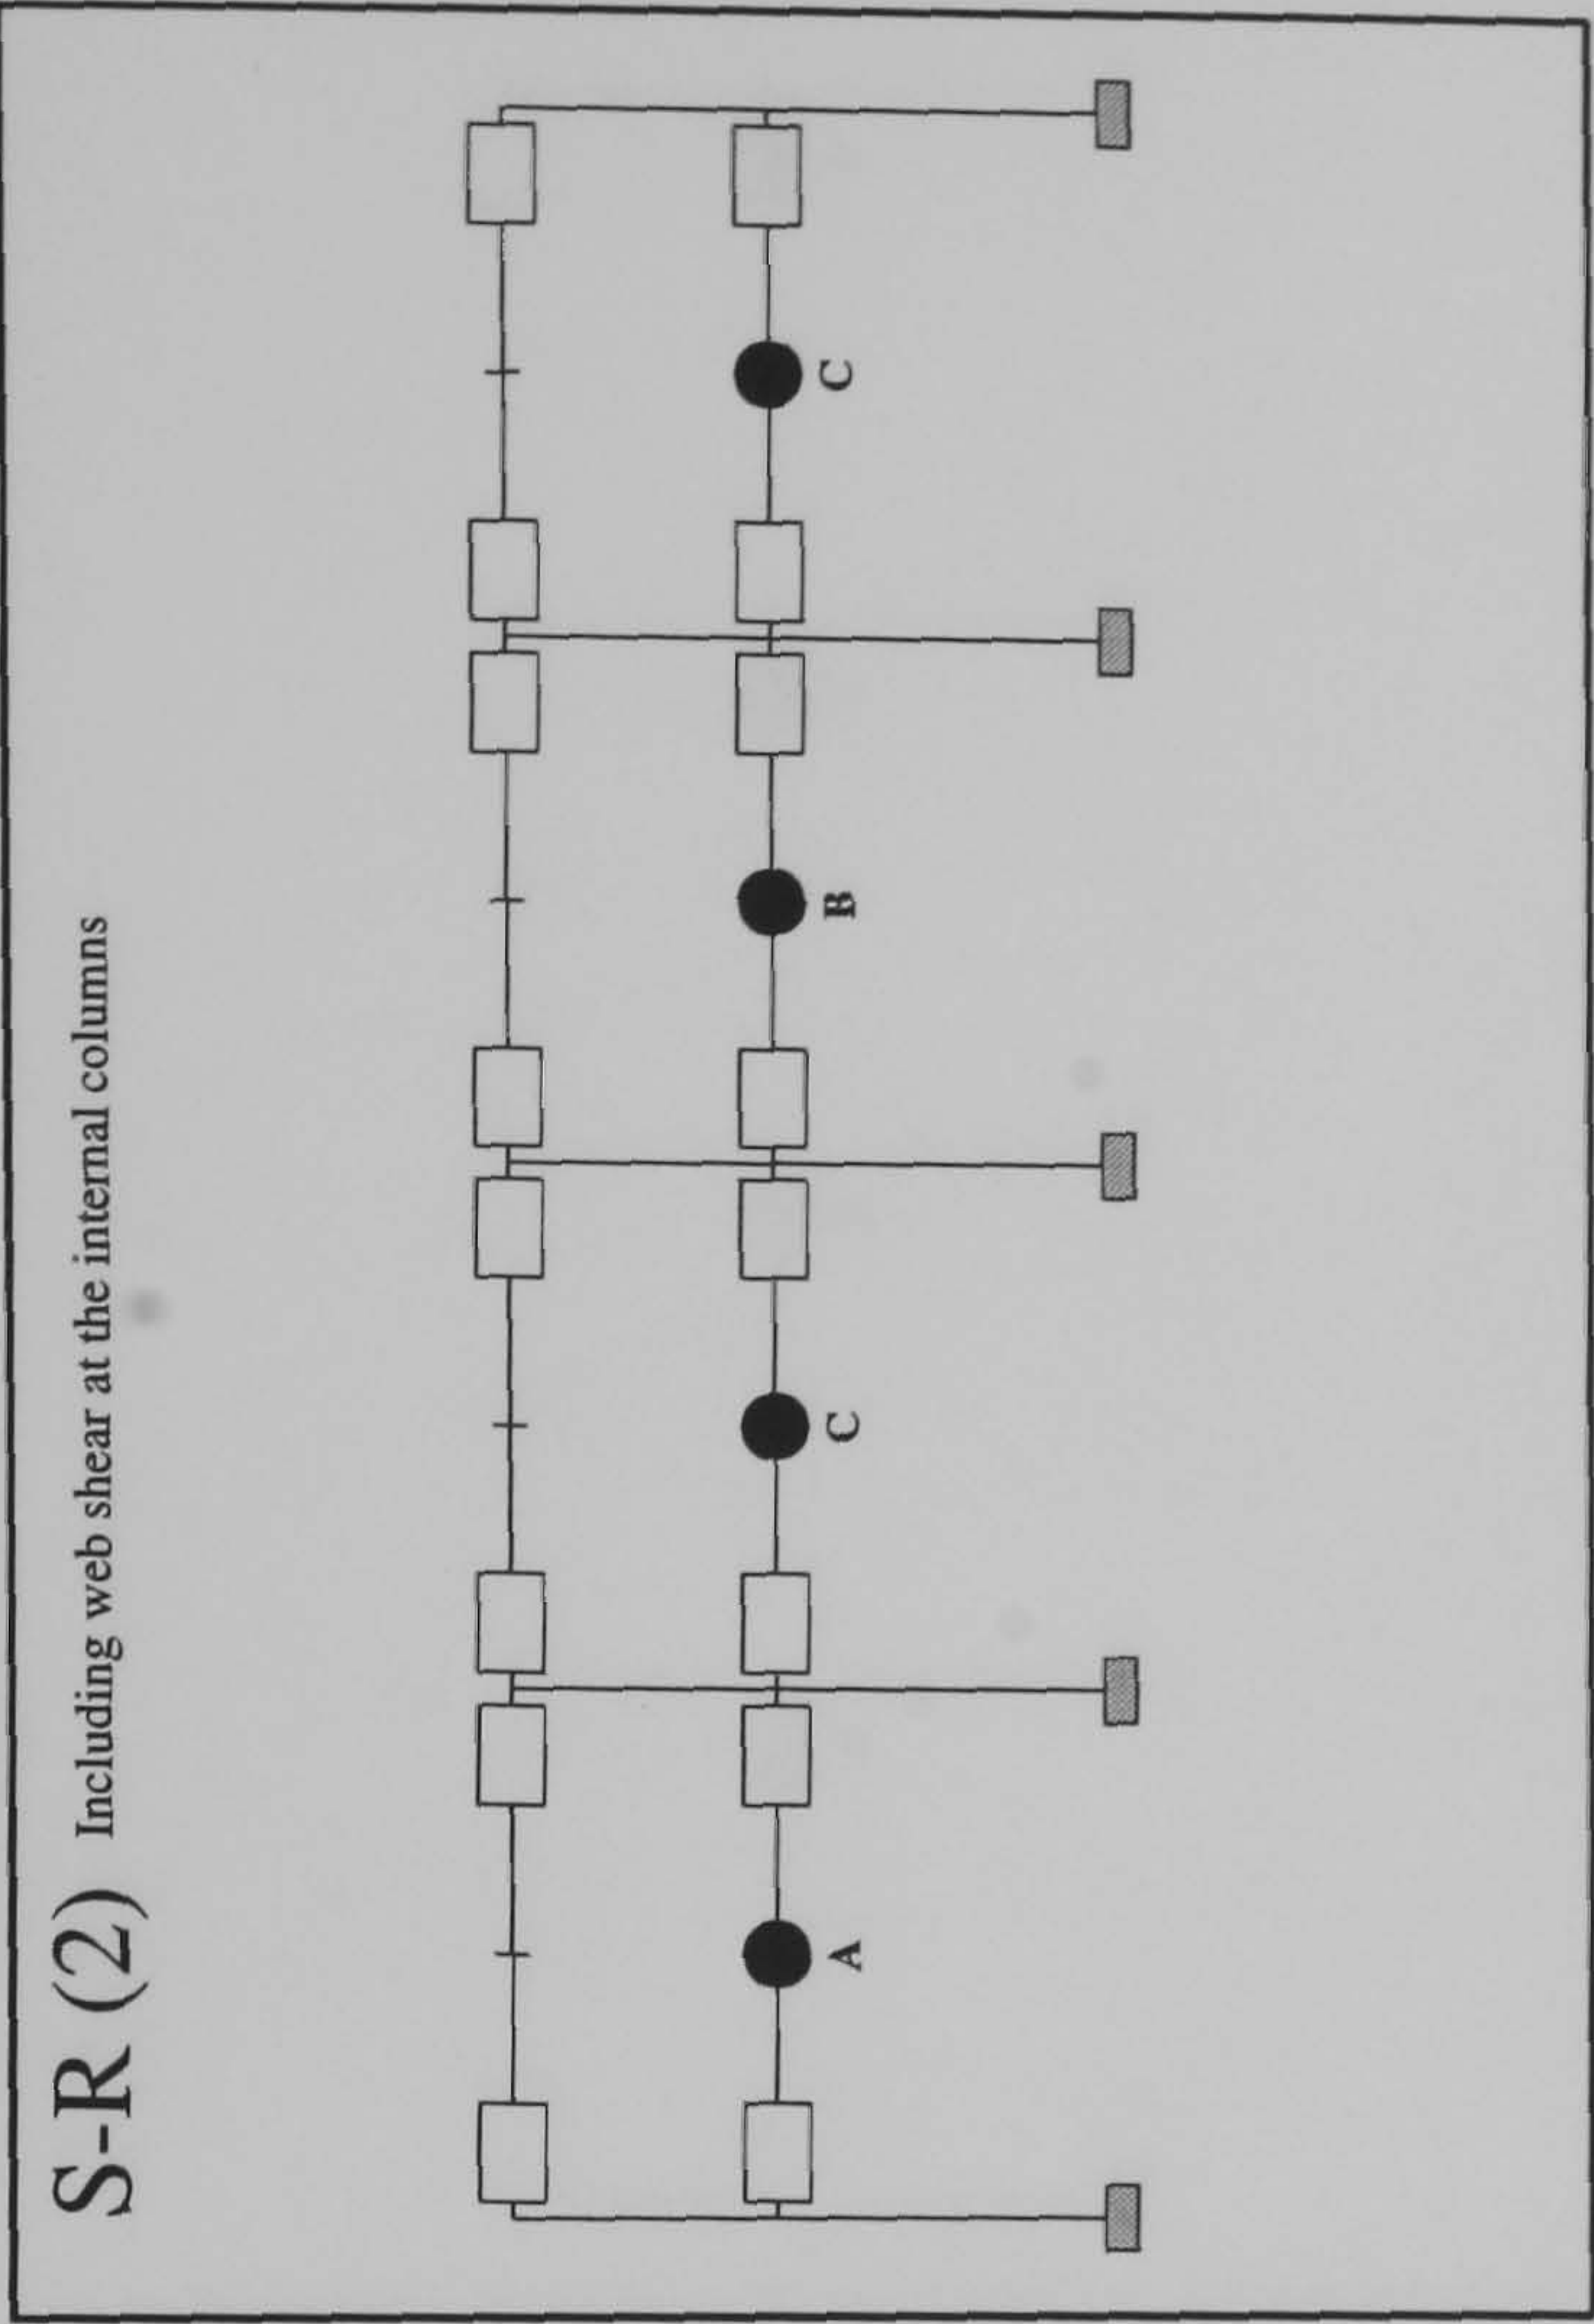 S-R (2) Including web shear at the internal columns
A C B C